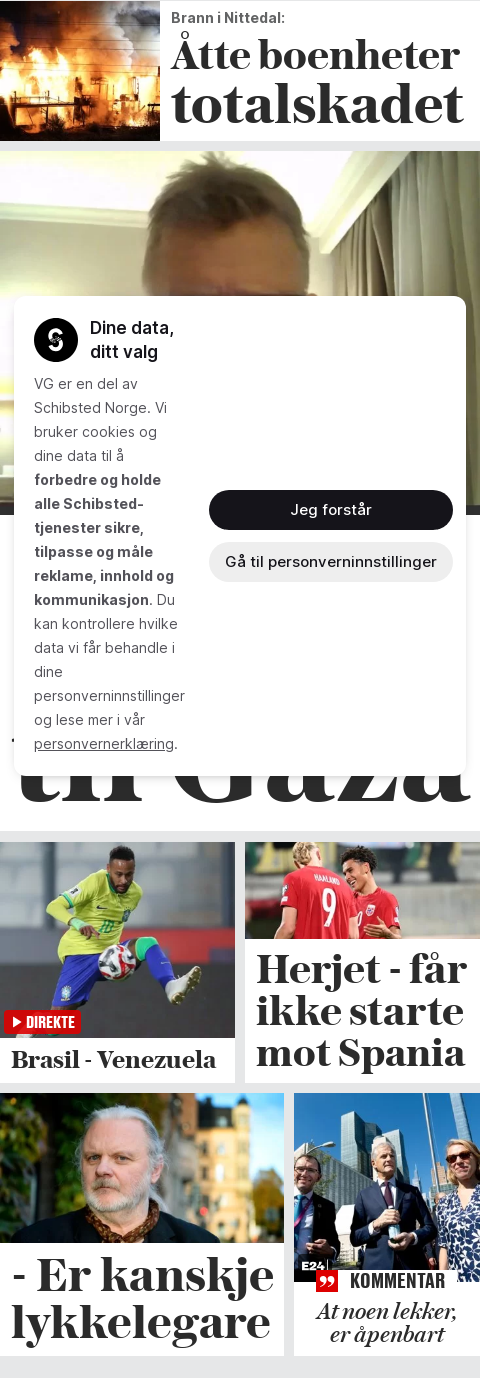 Brann i Nittedal:
Åtte boenheter
totalskadet
Dine data,
ditt valg
VG er en del av
Schibsted Norge. Vi
bruker cookies og
dine data til å
forbedre og holde
alle Schibsted-
tjenester sikre,
tilpasse og måle
reklame, innhold og
kommunikasjon. Du
kan kontrollere hvilke
data vi får behandle i
dine
personverninnstillinger
og lese mer i vår
personvernerklæring.
Jeg forstår
Gå til personverninnstillinger
til Gaza
DIREKTE
Brasil - Venezuela
HAALAND
9
Herjet - får
ikke starte
mot Spania
- Er kanskje
lykkelegare
E24
KOMMENTAR
At noen lekker,
er åpenbart